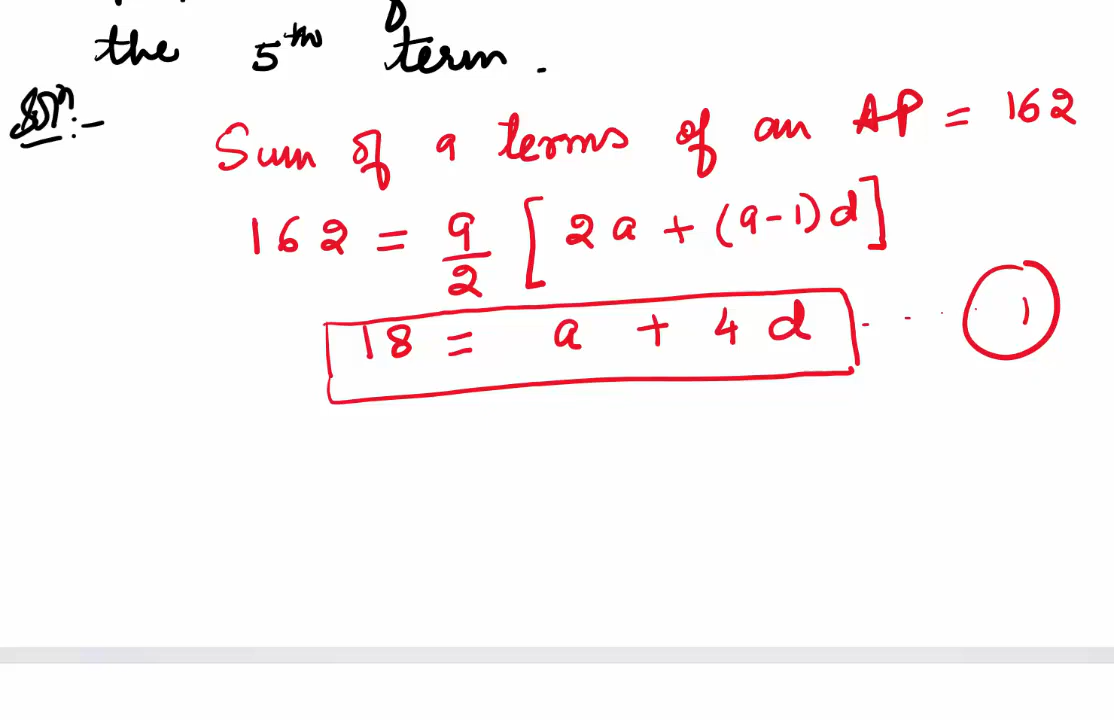 the 5th term.
Solⁿ:-
Sum of 9 terms of an AP = 162
162 = 9/2 [2a + (9-1)d]
18 = a + 4d ... ①